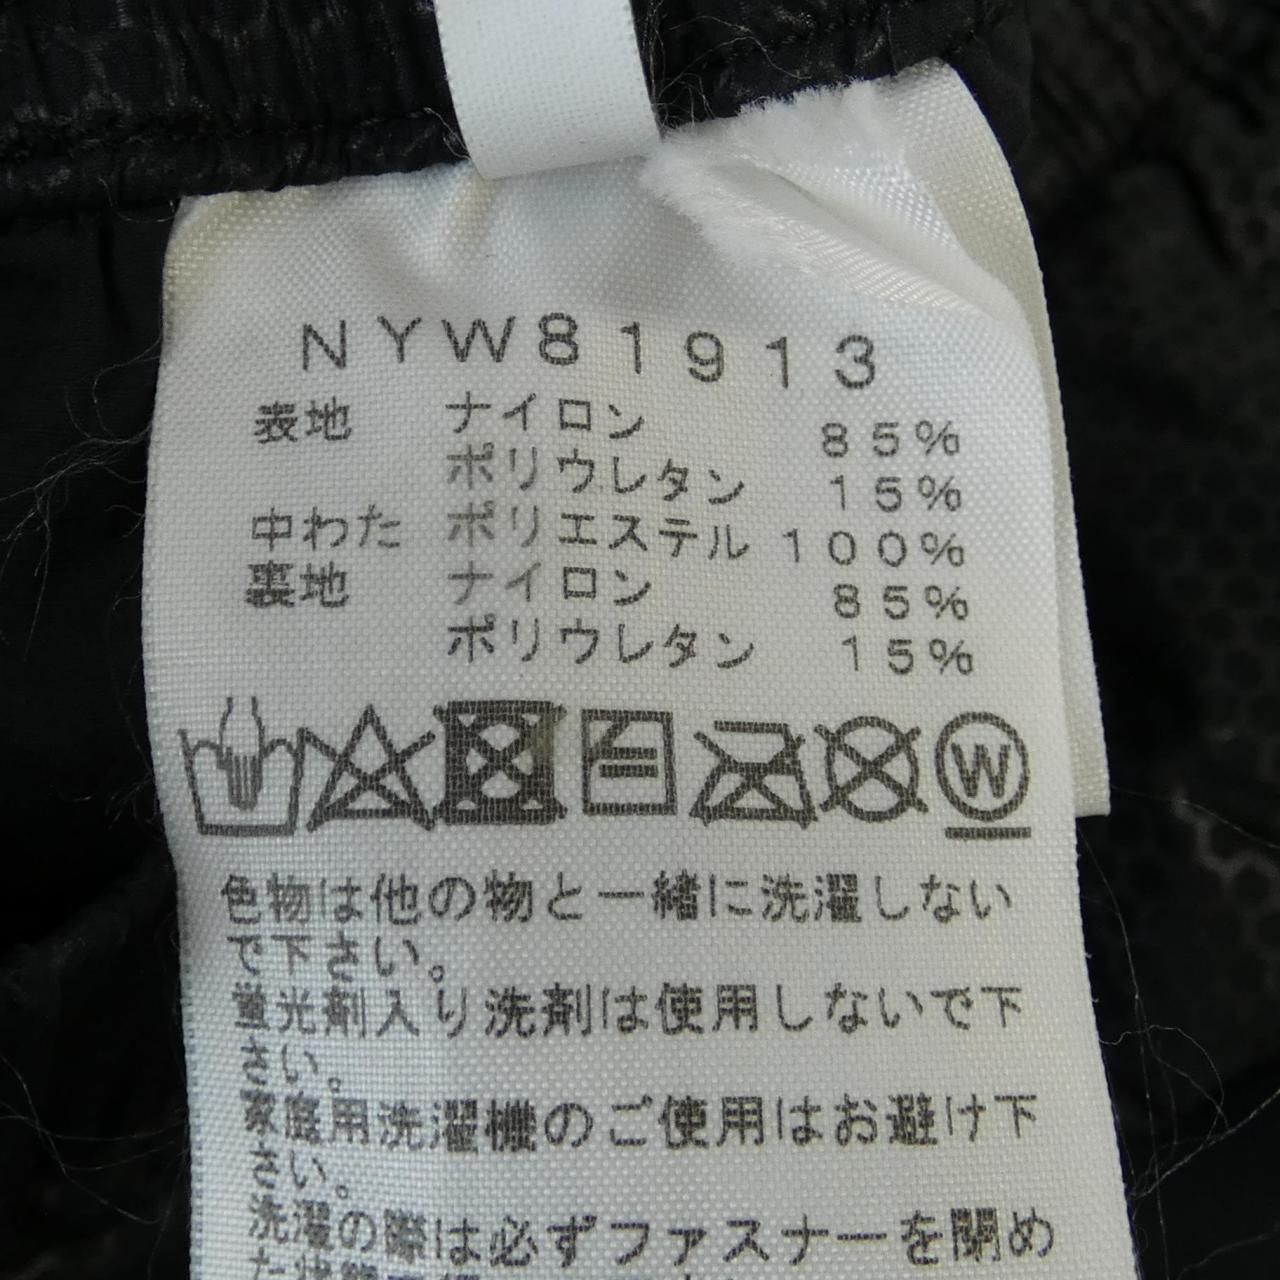 NYW81913
表地 ナイロン 85%
ポリウレタン 15%
中わた ポリエステル 100%
裏地 ナイロン 85%
ポリウレタン 15%
W
色物は他の物と一緒に洗濯しない
で下さい。
蛍光剤入り洗剤は使用しないで下
さい。
家庭用洗濯機のご使用はお避け下
さい。
洗濯の際は必ずファスナーを閉め
た状態